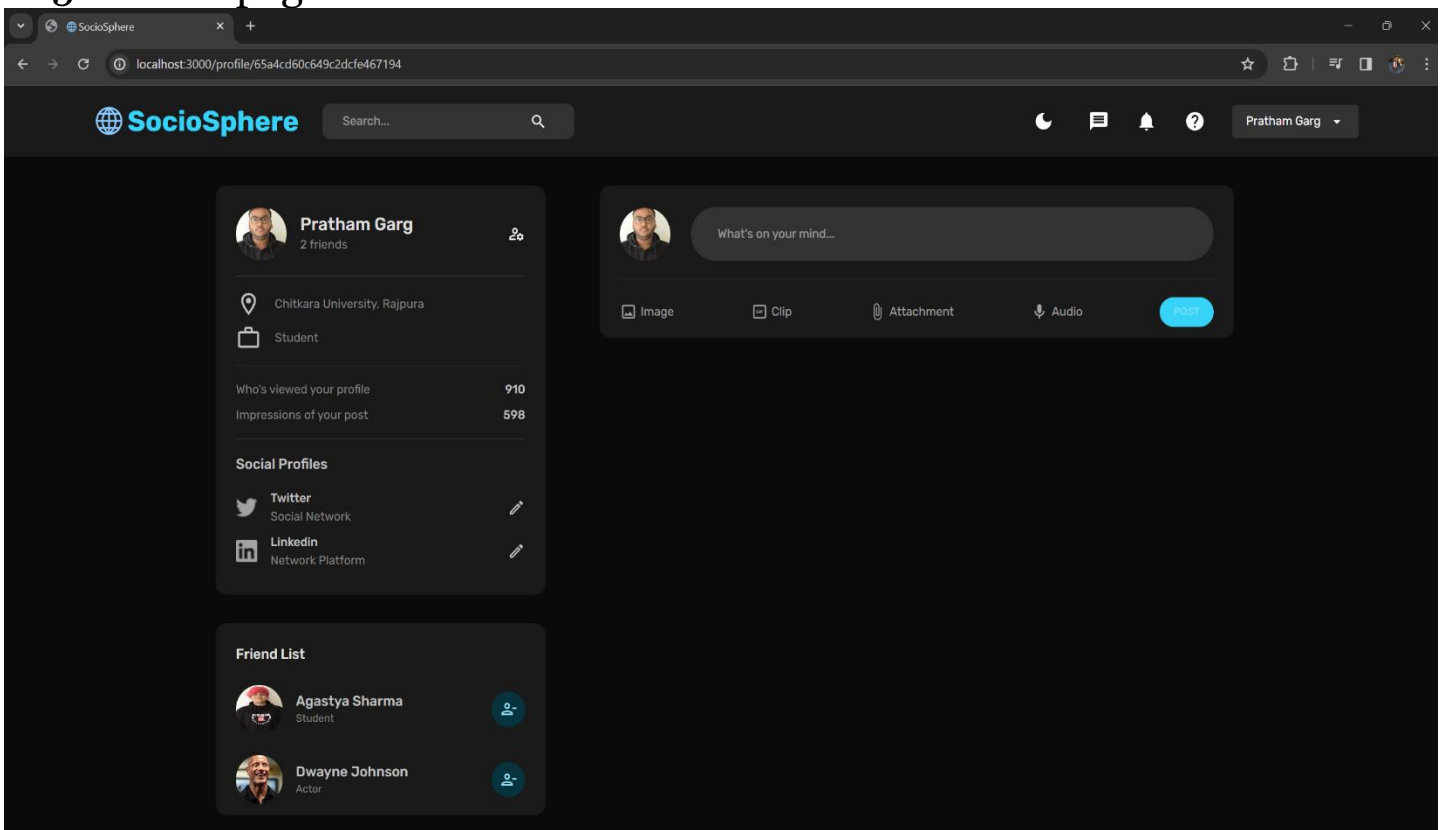 SocioSphere
localhost:3000/profile/65a4cd60c649c2dcfe467194
SocioSphere
Search...
Pratham Garg
Pratham Garg
2 friends
Chitkara University, Rajpura
Student
Who's viewed your profile 910
Impressions of your post 598
Social Profiles
Twitter
Social Network
Linkedin
Network Platform
Friend List
Agastya Sharma
Student
Dwayne Johnson
Actor
What's on your mind...
Image Clip Attachment Audio POST